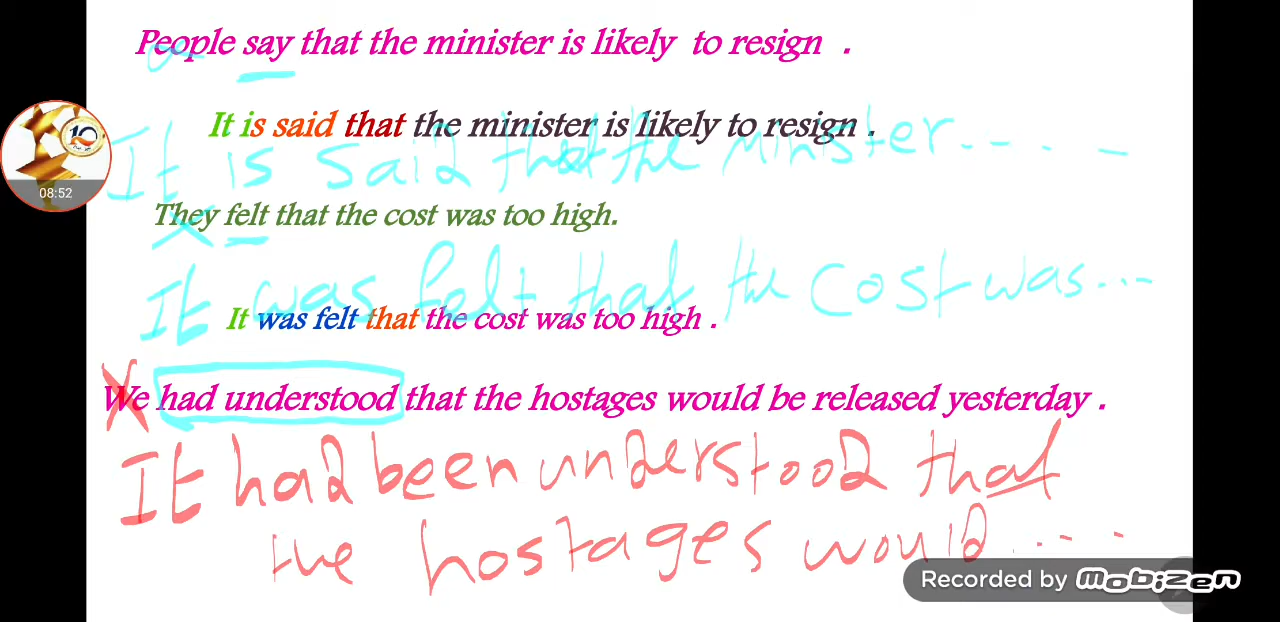 People say that the minister is likely to resign .
It is said that the minister is likely to resign .
It is said that the minister.....
08:52
They felt that the cost was too high.
It was felt that the cost was...
It was felt that the cost was too high .
We had understood that the hostages would be released yesterday .
It had been understood that
the hostages would.....
Recorded by mobizen